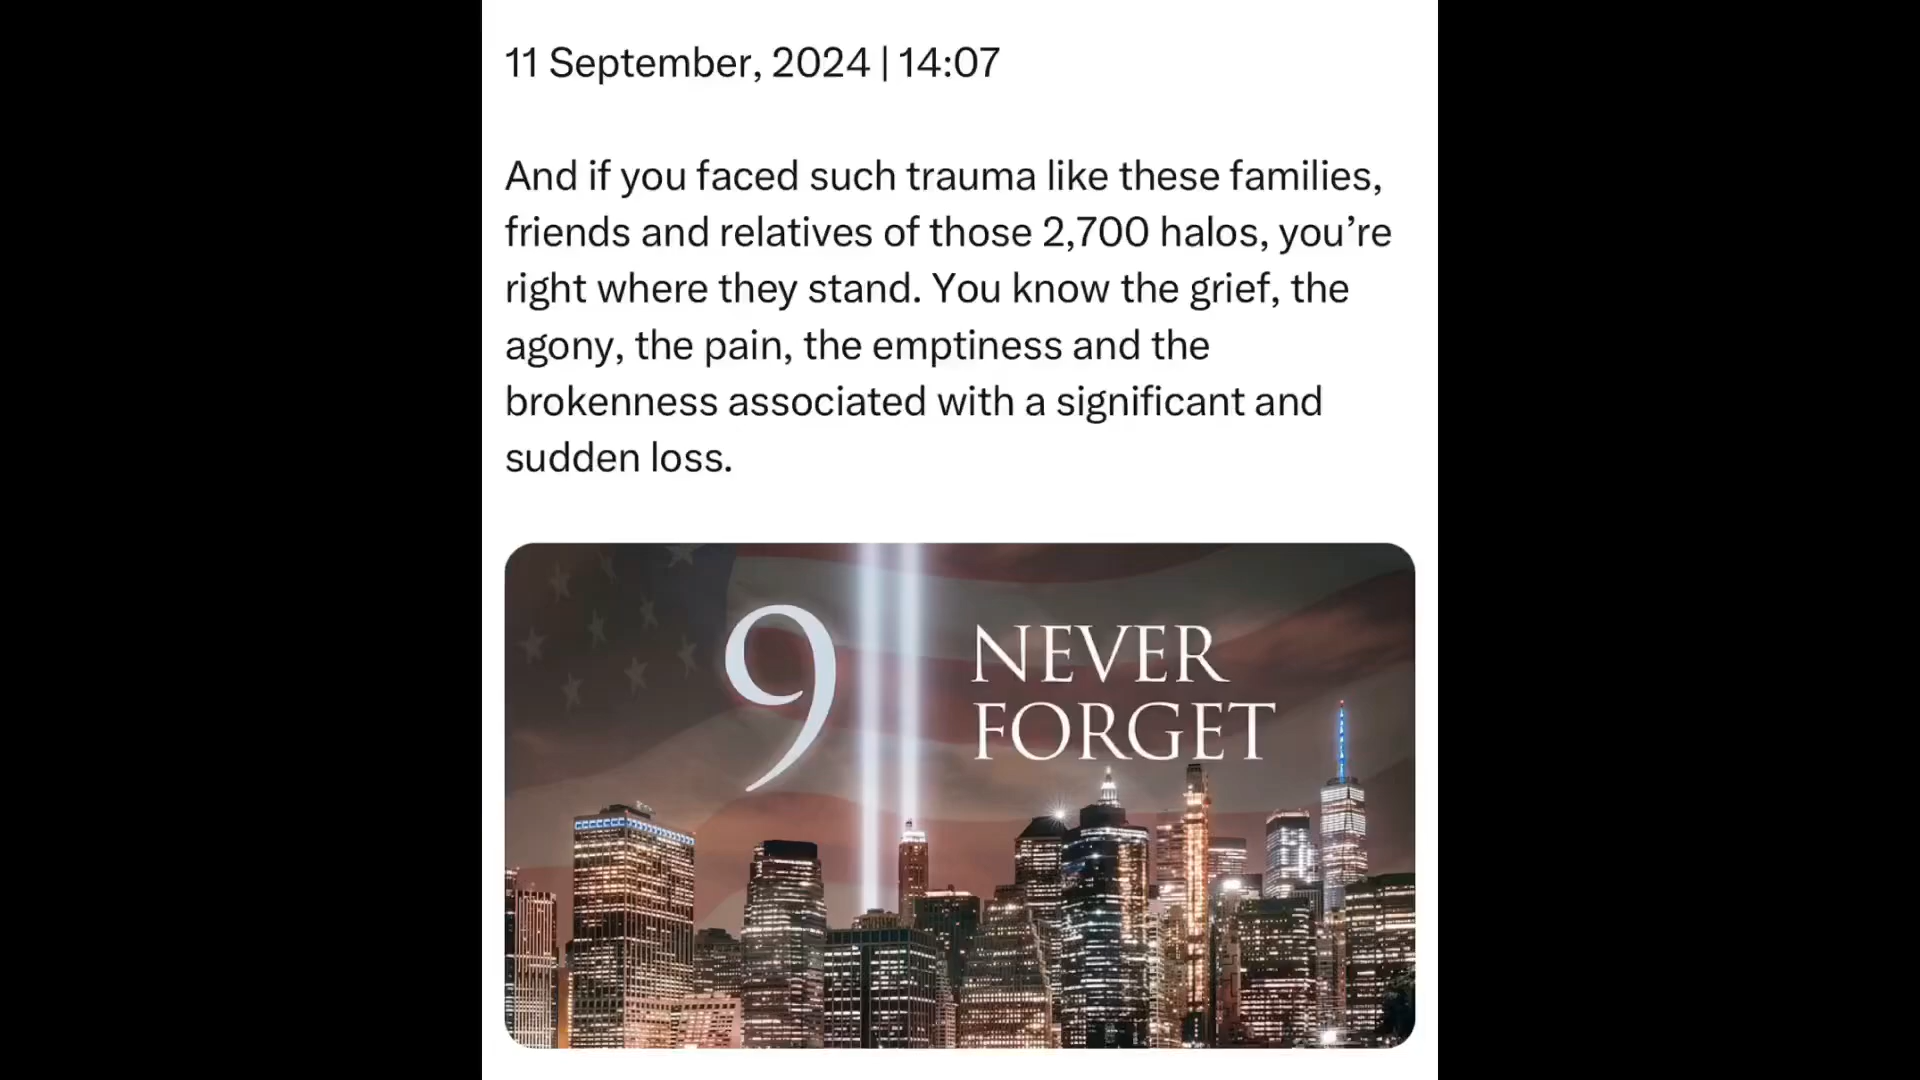 11 September, 2024 | 14:07
And if you faced such trauma like these families,
friends and relatives of those 2,700 halos, you’re
right where they stand. You know the grief, the
agony, the pain, the emptiness and the
brokenness associated with a significant and
sudden loss.
9
NEVER
FORGET